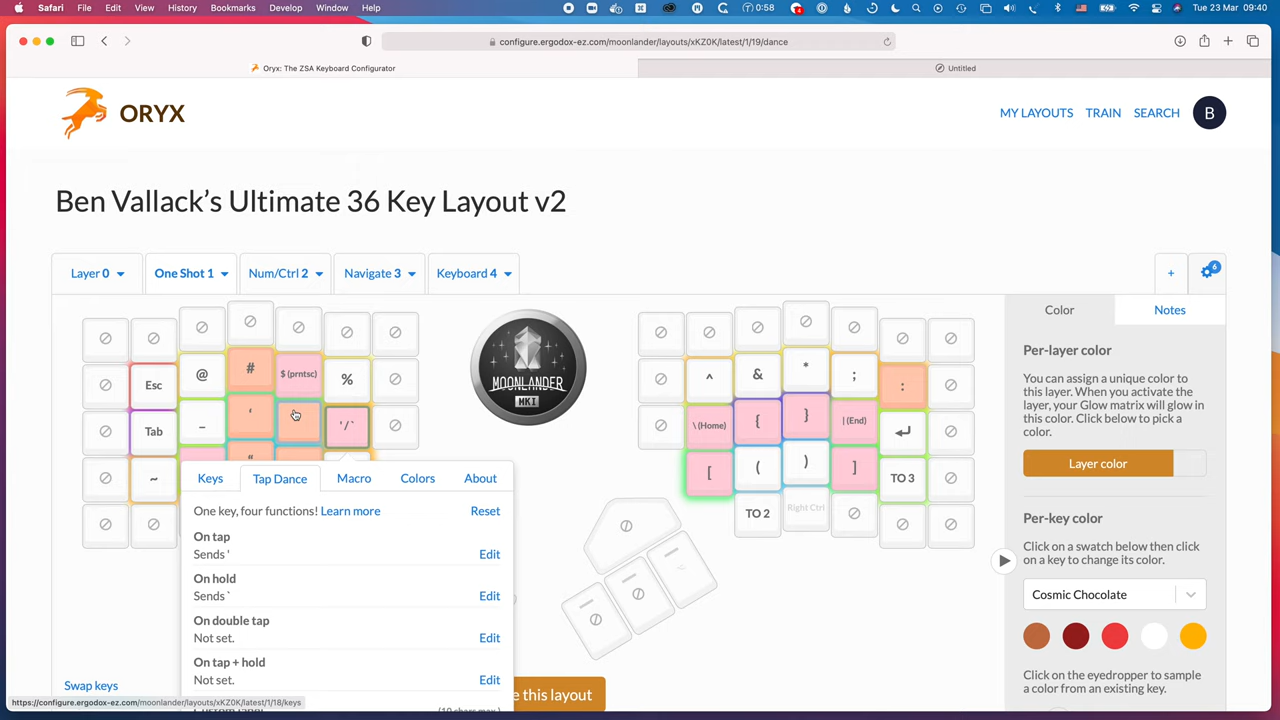 Safari File Edit View History Bookmarks Develop Window Help
0:58
4
Tue 23 Mar 09:40
configure.ergodox-ez.com/moonlander/layouts/xKZ0K/latest/1/19/dance
Oryx: The ZSA Keyboard Configurator
Untitled
ORYX
MY LAYOUTS
TRAIN
SEARCH
B
Ben Vallack’s Ultimate 36 Key Layout v2
Layer 0
One Shot 1
Num/Ctrl 2
Navigate 3
Keyboard 4
+
6
Esc
@
#
$ (prntsc)
%
^
&
*
;
:
Tab
_
‘
'/`
\ (Home)
{
}
| (End)
~
“
[
(
)
]
TO 3
TO 2
Right Ctrl
MOONLANDER
MKI
Keys
Tap Dance
Macro
Colors
About
One key, four functions! Learn more
Reset
On tap
Sends '
Edit
On hold
Sends `
Edit
On double tap
Not set.
Edit
On tap + hold
Not set.
Edit
Swap keys
e this layout
Color
Notes
Per-layer color
You can assign a unique color to
this layer. When you activate the
layer, your Glow matrix will glow in
this color. Click below to pick a
color.
Layer color
Per-key color
Click on a swatch below then click
on a key to change its color.
Cosmic Chocolate
Click on the eyedropper to sample
a color from an existing key.
https://configure.ergodox-ez.com/moonlander/layouts/xKZ0K/latest/1/18/keys